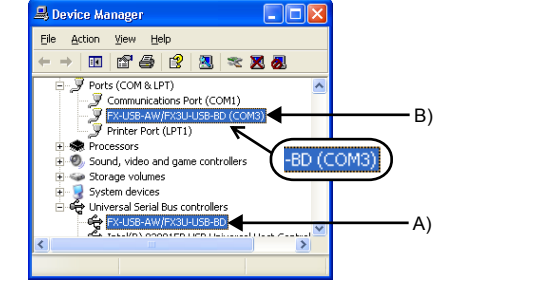 Device Manager
File Action View Help
Ports (COM & LPT)
Communications Port (COM1)
FX-USB-AW/FX3U-USB-BD (COM3)
B)
Printer Port (LPT1)
Processors
-BD (COM3)
Sound, video and game controllers
Storage volumes
System devices
Universal Serial Bus controllers
FX-USB-AW/FX3U-USB-BD
A)